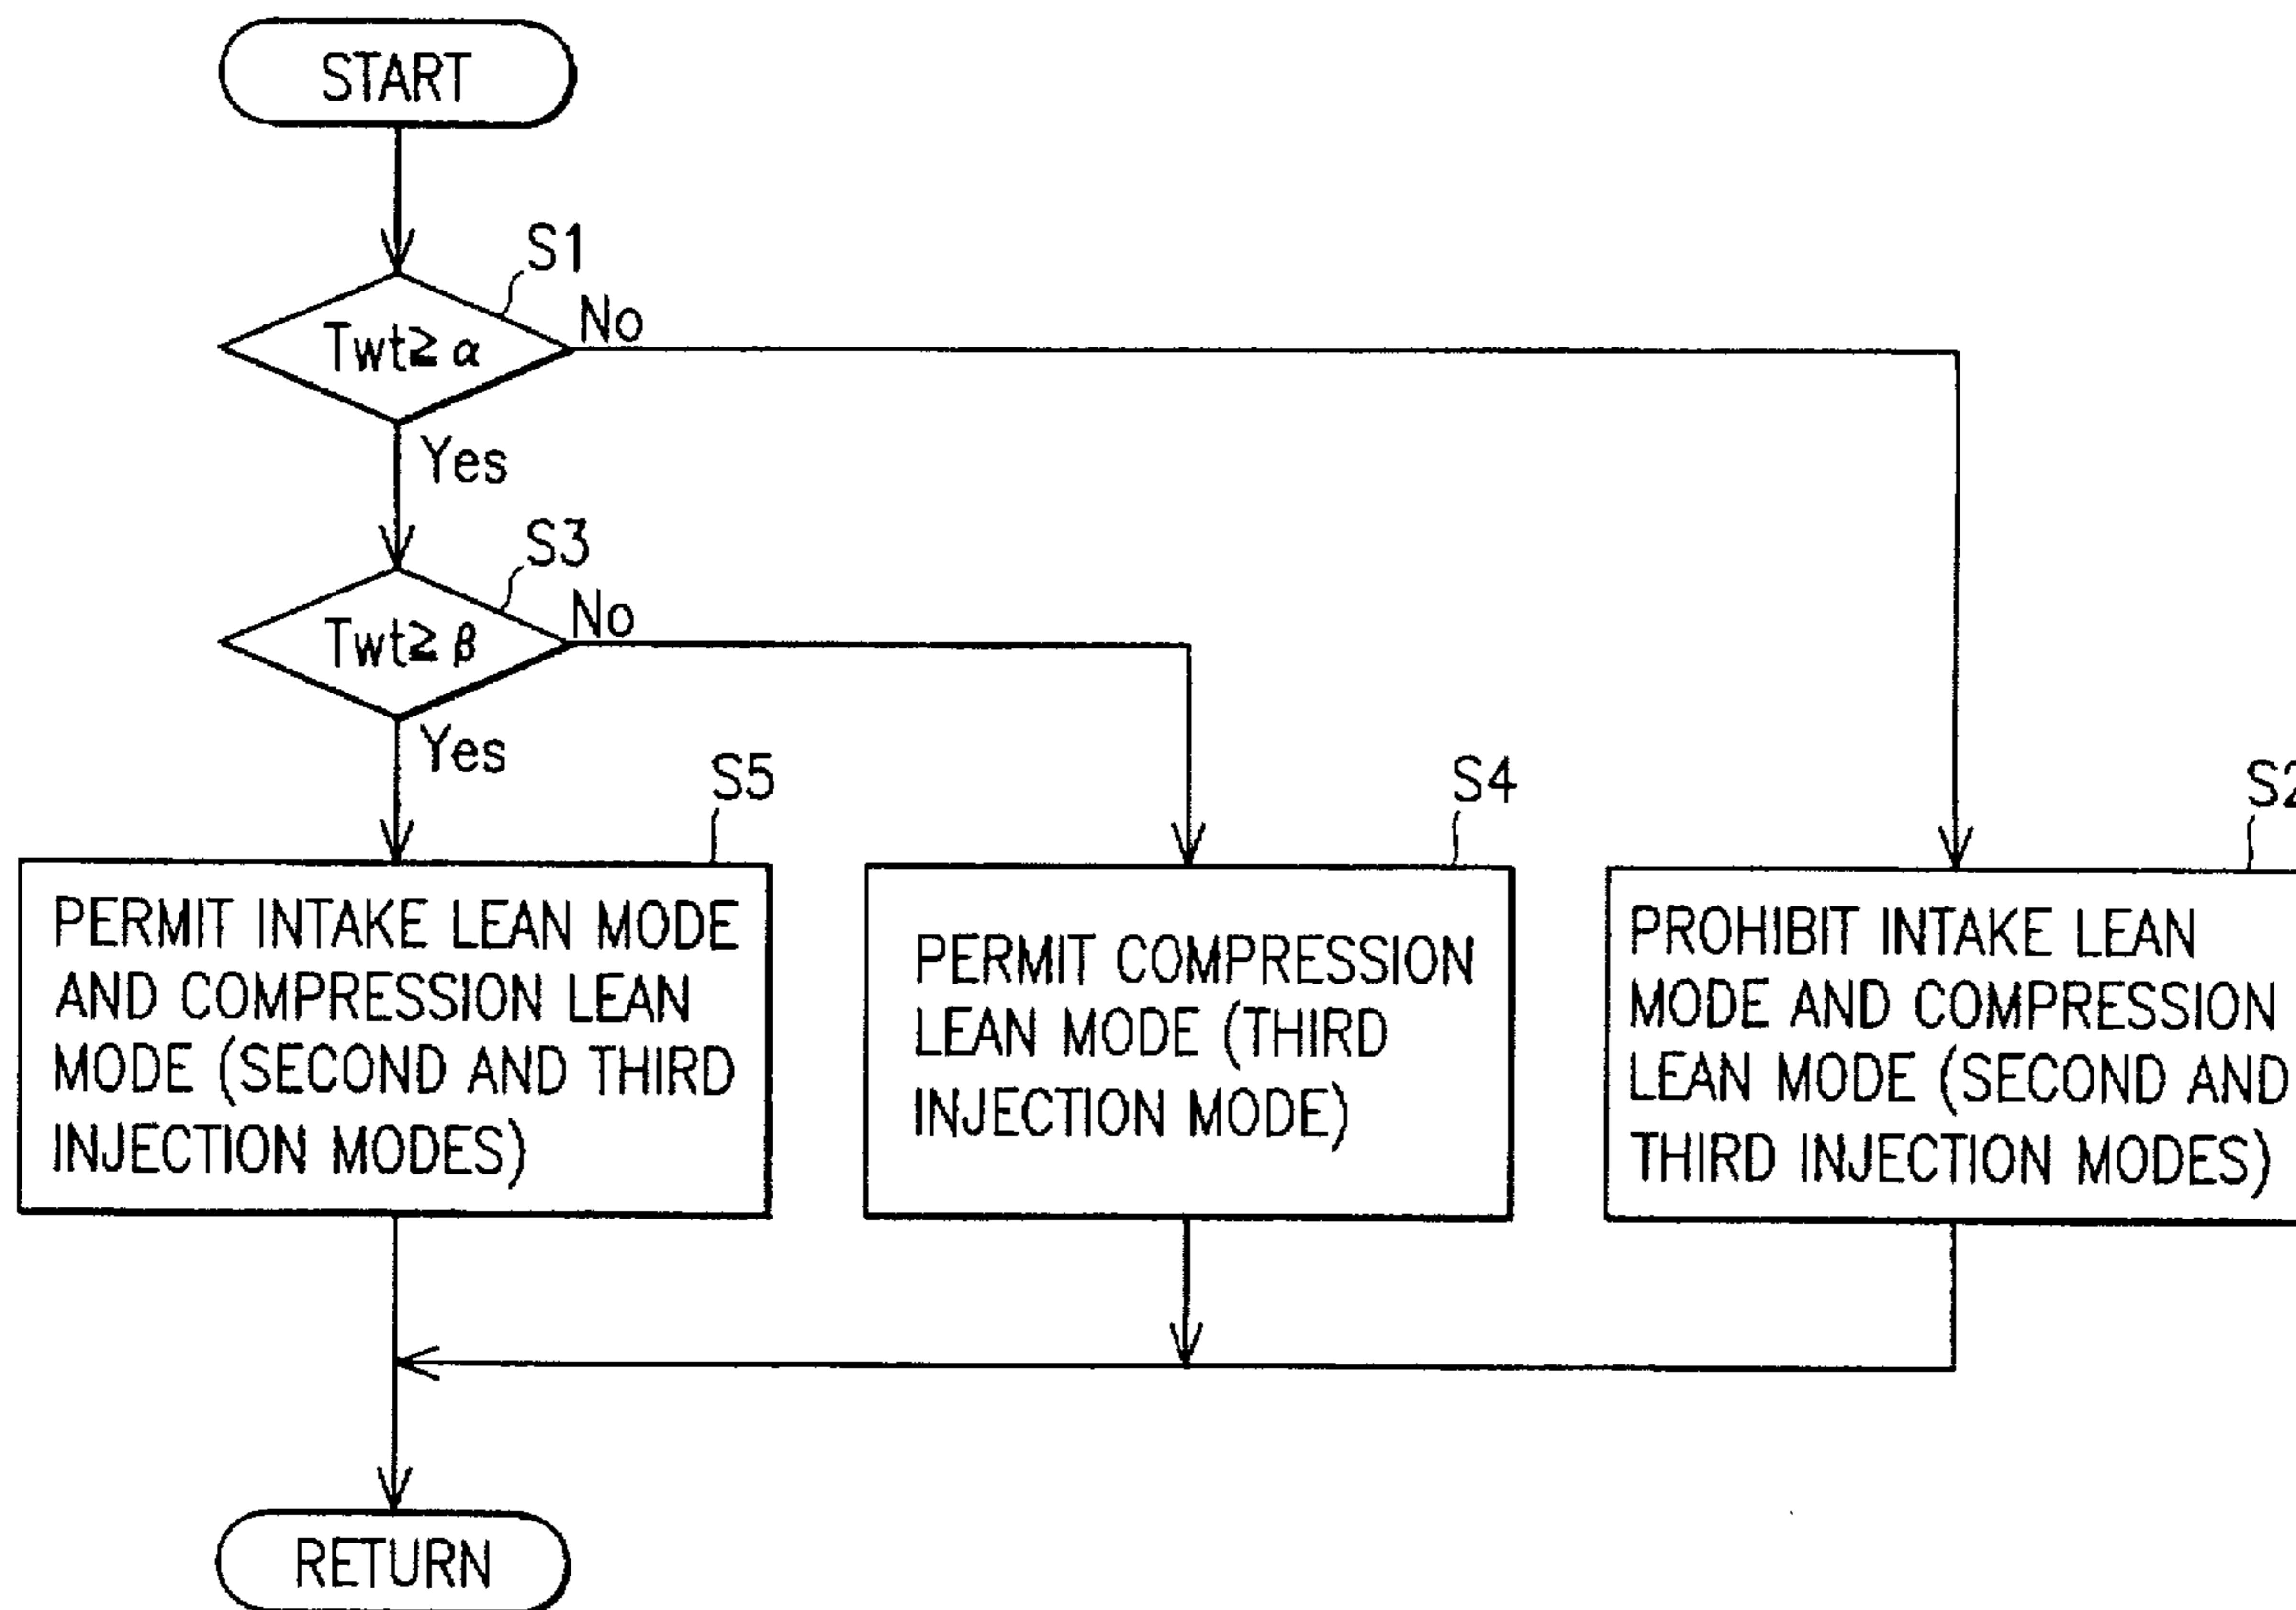 START
S1
Twt≧α
No
Yes
S3
Twt≧β
No
Yes
S5
PERMIT INTAKE LEAN MODE
AND COMPRESSION LEAN
MODE (SECOND AND THIRD
INJECTION MODES)
S4
PERMIT COMPRESSION
LEAN MODE (THIRD
INJECTION MODE)
S2
PROHIBIT INTAKE LEAN
MODE AND COMPRESSION
LEAN MODE (SECOND AND
THIRD INJECTION MODES)
RETURN